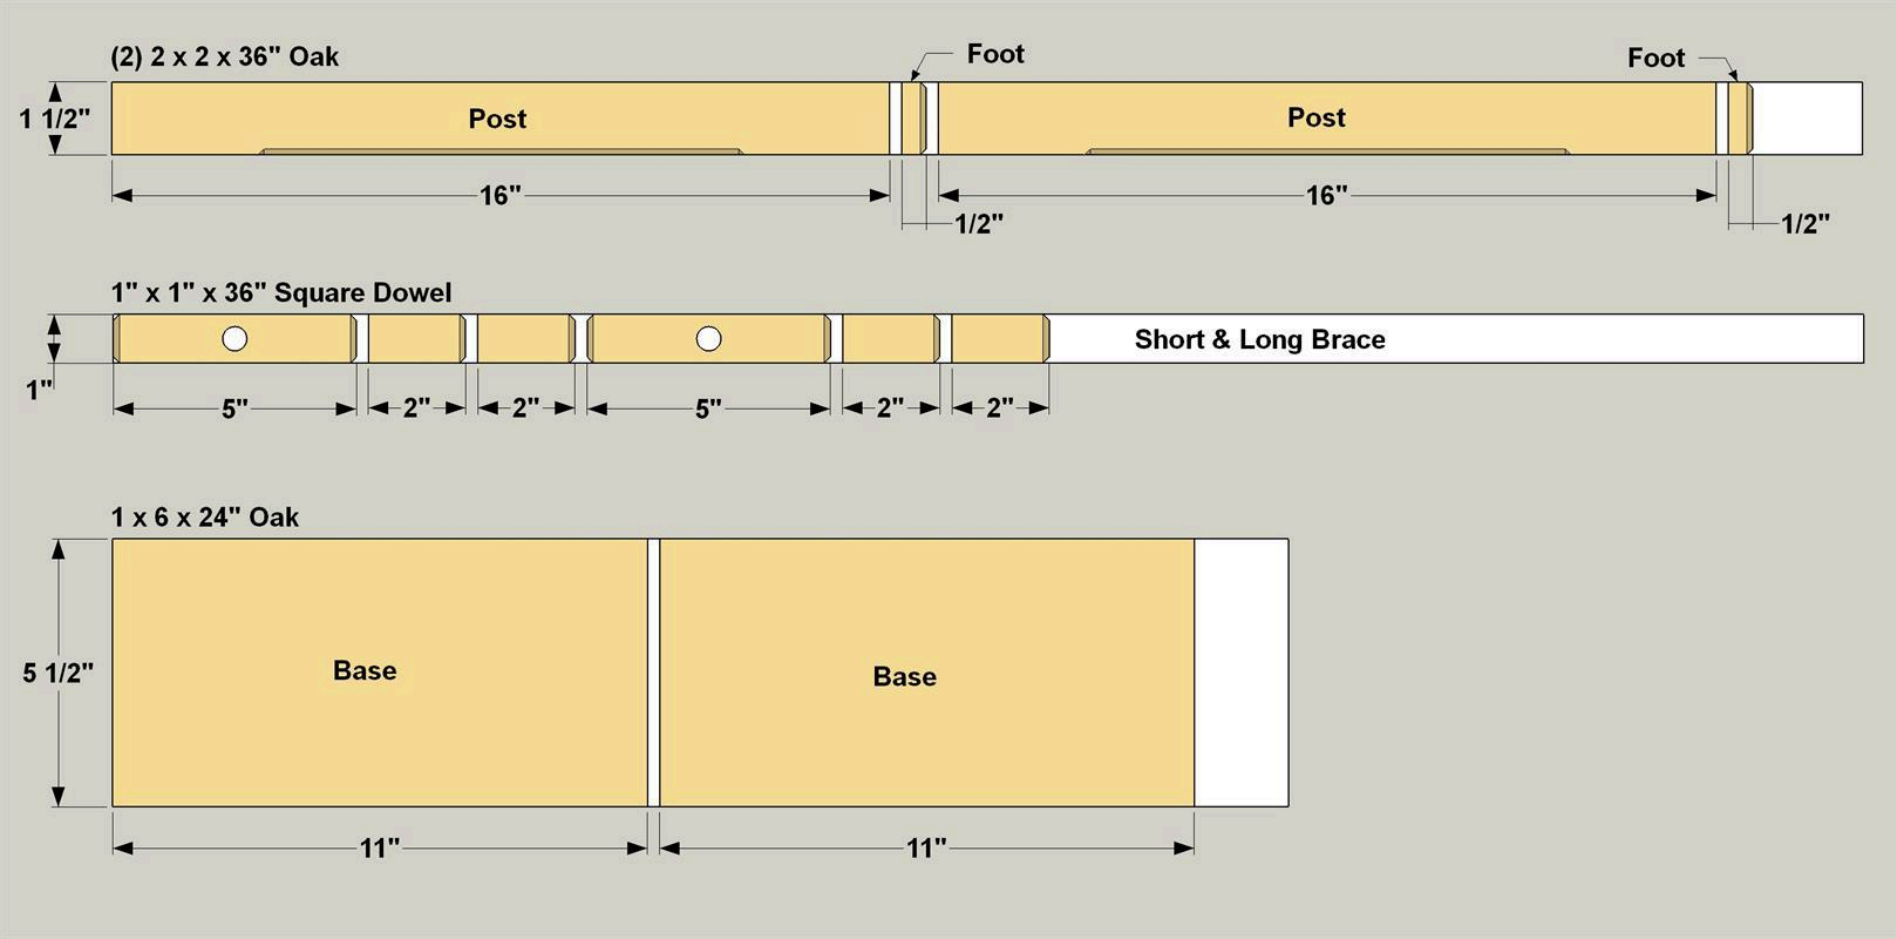 (2) 2 x 2 x 36" Oak
Foot
Foot
1 1/2"
Post
Post
16"
16"
1/2"
1/2"
1" x 1" x 36" Square Dowel
Short & Long Brace
1"
5"
2"
2"
5"
2"
2"
1 x 6 x 24" Oak
5 1/2"
Base
Base
11"
11"